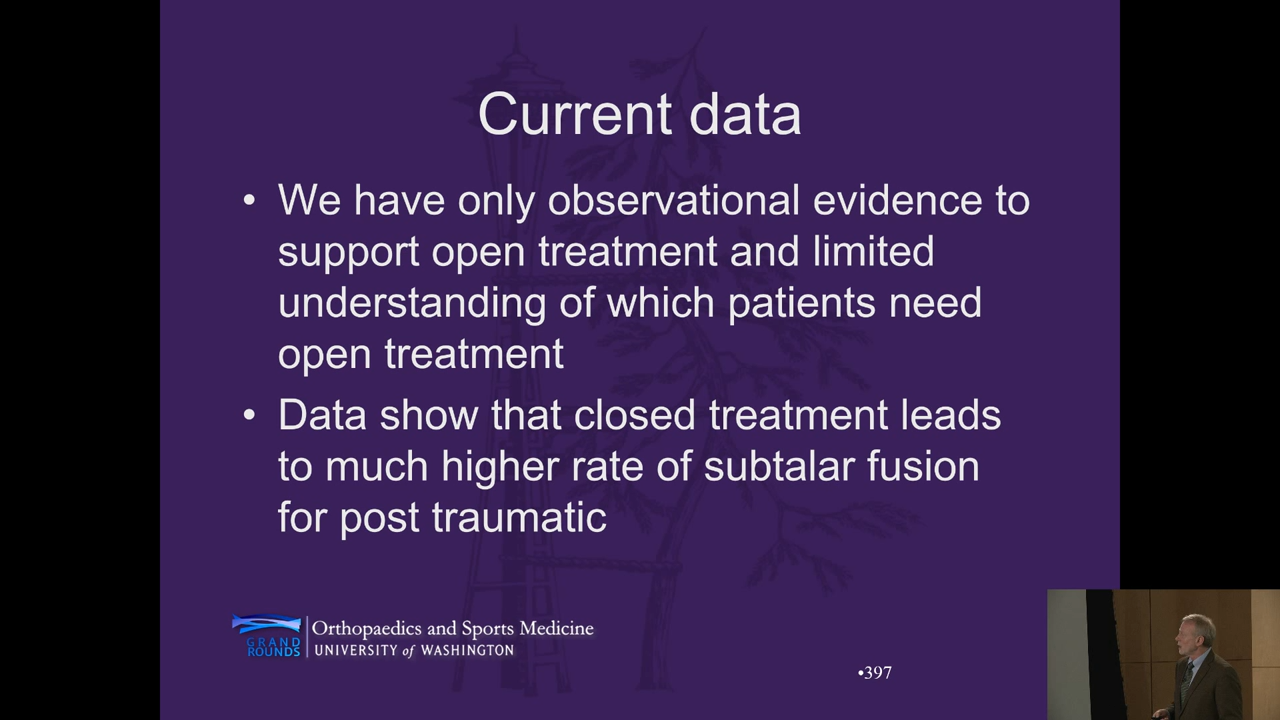 Current data
• We have only observational evidence to
support open treatment and limited
understanding of which patients need
open treatment
• Data show that closed treatment leads
to much higher rate of subtalar fusion
for post traumatic
GRAND
ROUNDS
Orthopaedics and Sports Medicine
UNIVERSITY of WASHINGTON
•397